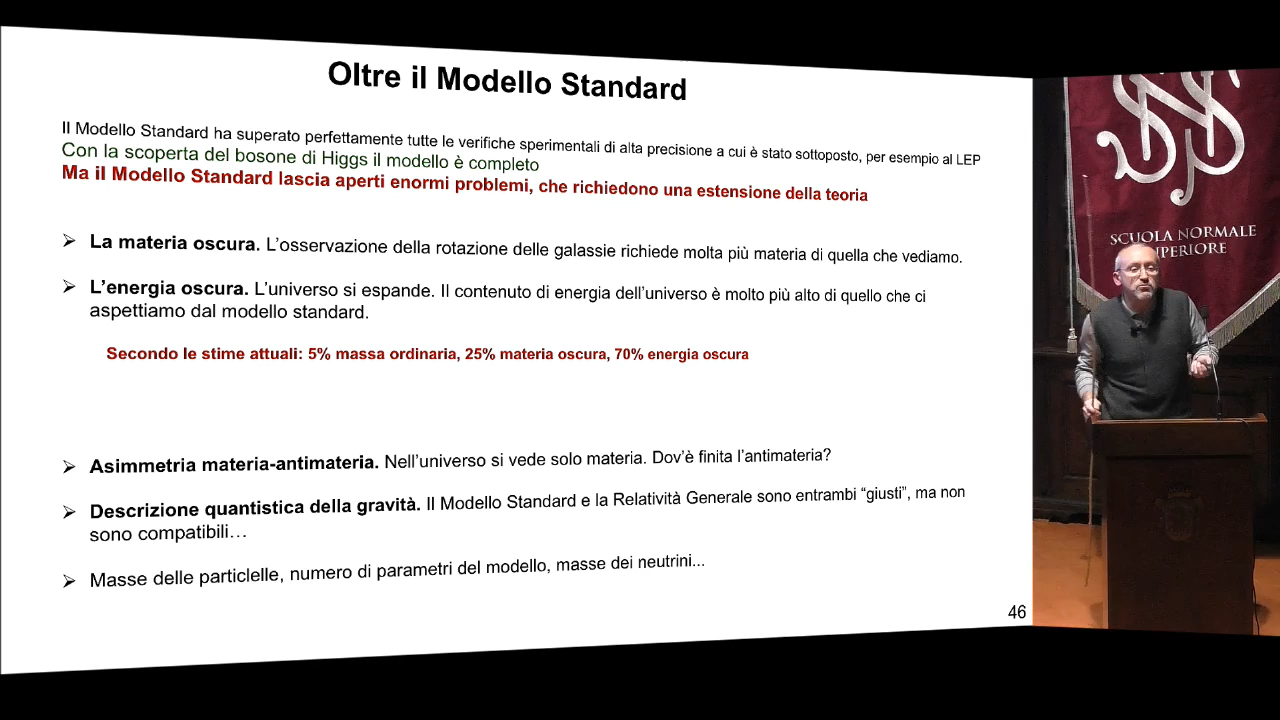 Oltre il Modello Standard
Il Modello Standard ha superato perfettamente tutte le verifiche sperimentali di alta precisione a cui è stato sottoposto, per esempio al LEP
Con la scoperta del bosone di Higgs il modello è completo
Ma il Modello Standard lascia aperti enormi problemi, che richiedono una estensione della teoria
➢ La materia oscura. L’osservazione della rotazione delle galassie richiede molta più materia di quella che vediamo.
➢ L’energia oscura. L’universo si espande. Il contenuto di energia dell’universo è molto più alto di quello che ci
aspettiamo dal modello standard.
Secondo le stime attuali: 5% massa ordinaria, 25% materia oscura, 70% energia oscura
➢ Asimmetria materia-antimateria. Nell’universo si vede solo materia. Dov’è finita l’antimateria?
➢ Descrizione quantistica della gravità. Il Modello Standard e la Relatività Generale sono entrambi “giusti”, ma non
sono compatibili…
➢ Masse delle particlelle, numero di parametri del modello, masse dei neutrini...
46
SCUOLA NORMALE
SUPERIORE